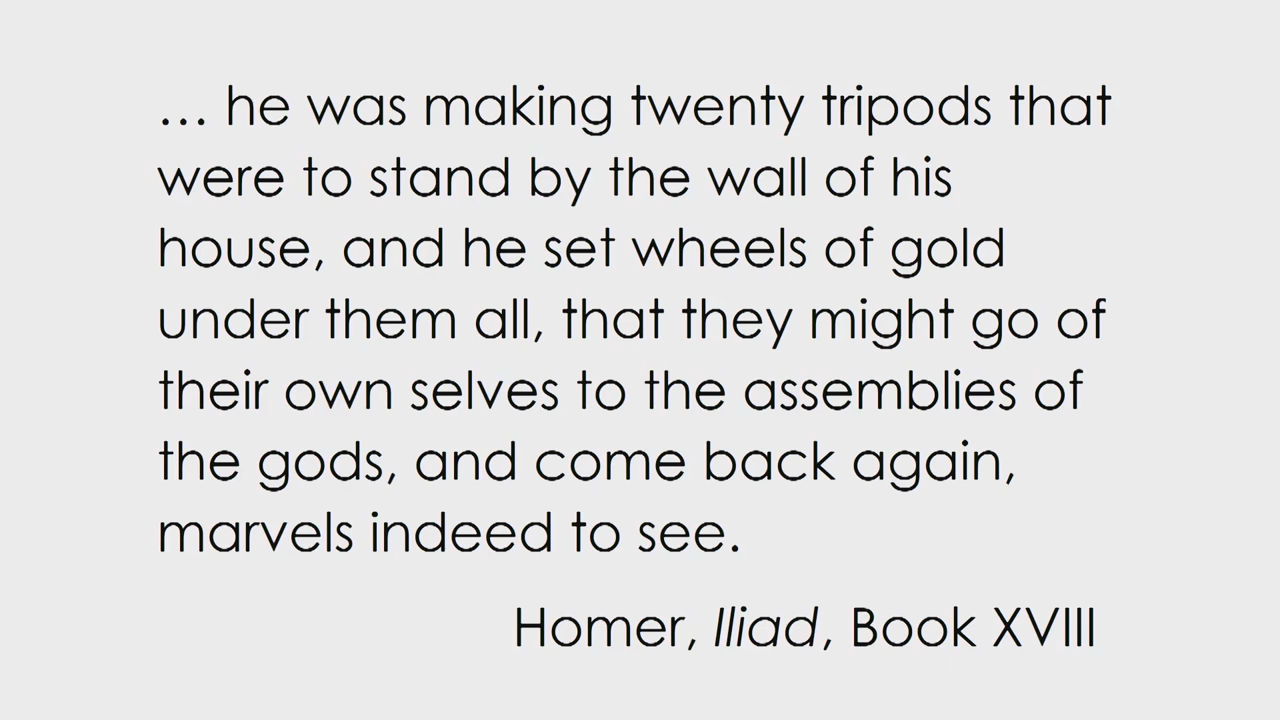 … he was making twenty tripods that
were to stand by the wall of his
house, and he set wheels of gold
under them all, that they might go of
their own selves to the assemblies of
the gods, and come back again,
marvels indeed to see.
Homer, Iliad, Book XVIII